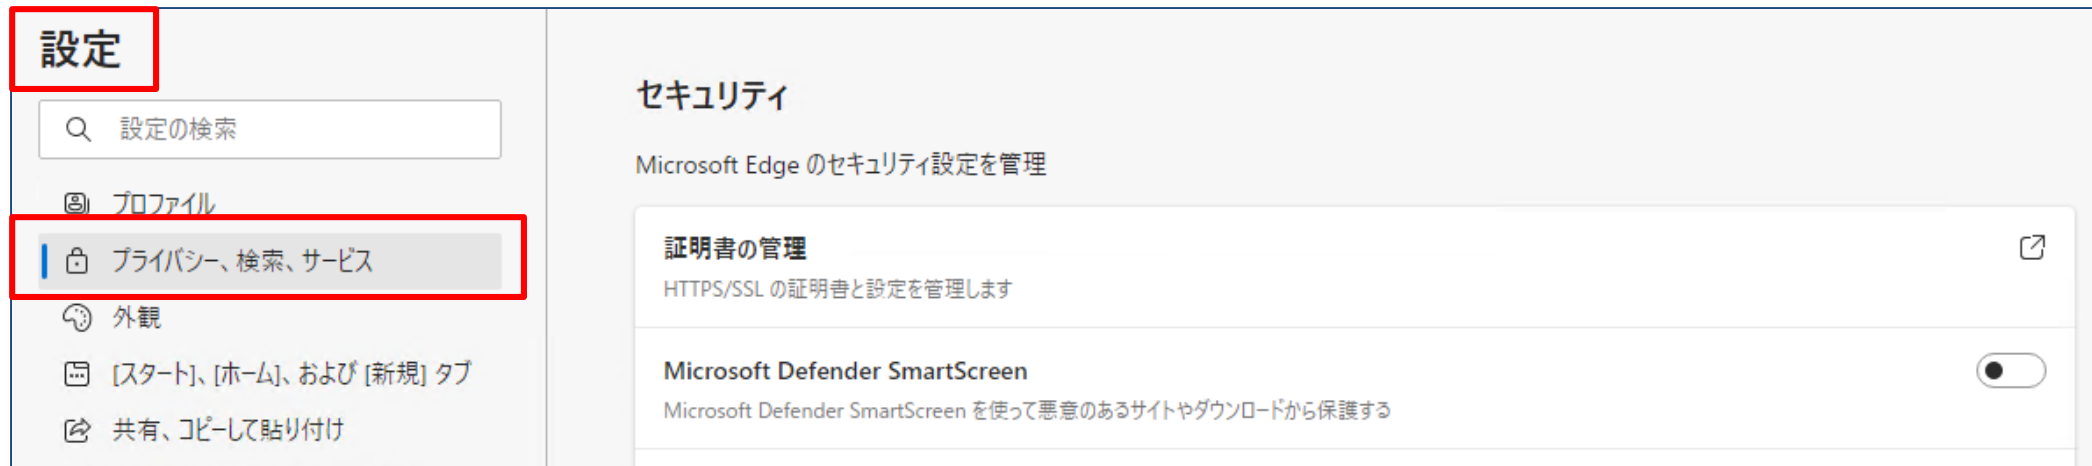 設定
設定の検索
プロファイル
プライバシー、検索、サービス
外観
[スタート]、[ホーム]、および [新規] タブ
共有、コピーして貼り付け
セキュリティ
Microsoft Edge のセキュリティ設定を管理
証明書の管理
HTTPS/SSL の証明書と設定を管理します
Microsoft Defender SmartScreen
Microsoft Defender SmartScreen を使って悪意のあるサイトやダウンロードから保護する